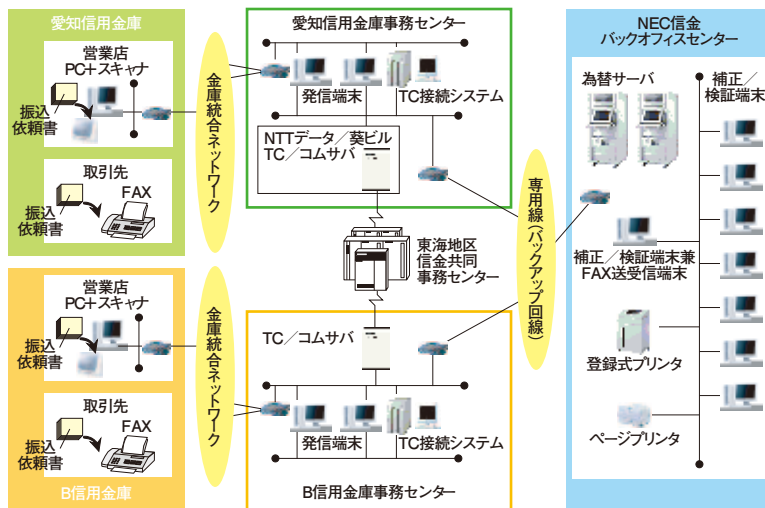 愛知信用金庫
営業店
PC+スキャナ
振込
依頼書
取引先
FAX
振込
依頼書
営業店
PC+スキャナ
振込
依頼書
取引先
FAX
振込
依頼書
B信用金庫
金庫統合ネットワーク
金庫統合ネットワーク
愛知信用金庫事務センター
発信端末
TC接続システム
NTTデータ/葵ビル
TC/コムサバ
東海地区
信金共同
事務センター
TC/コムサバ
発信端末
TC接続システム
B信用金庫事務センター
専用線(バックアップ回線)
NEC信金
バックオフィスセンター
為替サーバ
補正/
検証端末
補正/検証端末兼
FAX送受信端末
登録式プリンタ
ページプリンタ